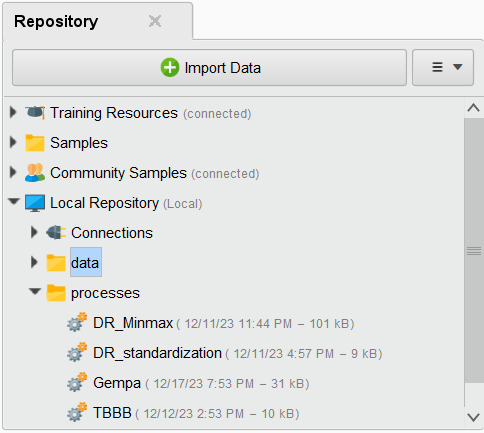 Repository
Import Data
Training Resources (connected)
Samples
Community Samples (connected)
Local Repository (Local)
Connections
data
processes
DR_Minmax ( 12/11/23 11:44 PM – 101 kB)
DR_standardization ( 12/11/23 4:57 PM – 9 kB)
Gempa ( 12/17/23 7:53 PM – 31 kB)
TBBB ( 12/12/23 2:53 PM – 10 kB)